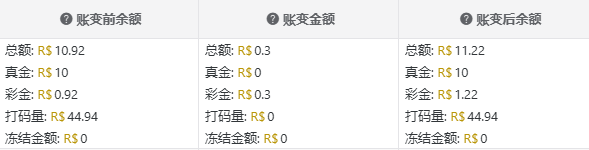 账变前余额 账变金额 账变后余额
总额: R$ 10.92 总额: R$ 0.3 总额: R$ 11.22
真金: R$ 10 真金: R$ 0 真金: R$ 10
彩金: R$ 0.92 彩金: R$ 0.3 彩金: R$ 1.22
打码量: R$ 44.94 打码量: R$ 0 打码量: R$ 44.94
冻结金额: R$ 0 冻结金额: R$ 0 冻结金额: R$ 0